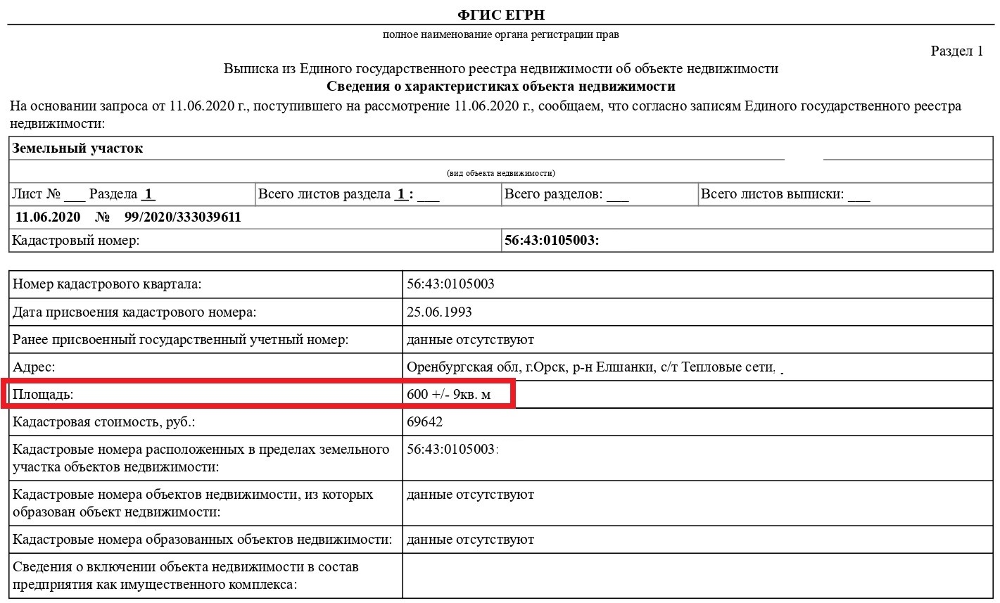 ФГИС ЕГРН
полное наименование органа регистрации прав
Раздел 1
Выписка из Единого государственного реестра недвижимости об объекте недвижимости
Сведения о характеристиках объекта недвижимости
На основании запроса от 11.06.2020 г., поступившего на рассмотрение 11.06.2020 г., сообщаем, что согласно записям Единого государственного реестра
недвижимости:
Земельный участок
(вид объекта недвижимости)
Лист № ___ Раздела 1 Всего листов раздела 1 : ___ Всего разделов: ___ Всего листов выписки: ___
11.06.2020 № 99/2020/333039611
Кадастровый номер: 56:43:0105003:
Номер кадастрового квартала: 56:43:0105003
Дата присвоения кадастрового номера: 25.06.1993
Ранее присвоенный государственный учетный номер: данные отсутствуют
Адрес: Оренбургская обл, г.Орск, р-н Елшанки, с/т Тепловые сети,
Площадь: 600 +/- 9кв. м
Кадастровая стоимость, руб.: 69642
Кадастровые номера расположенных в пределах земельного 56:43:0105003:
участка объектов недвижимости:
Кадастровые номера объектов недвижимости, из которых данные отсутствуют
образован объект недвижимости:
Кадастровые номера образованных объектов недвижимости: данные отсутствуют
Сведения о включении объекта недвижимости в состав
предприятия как имущественного комплекса: